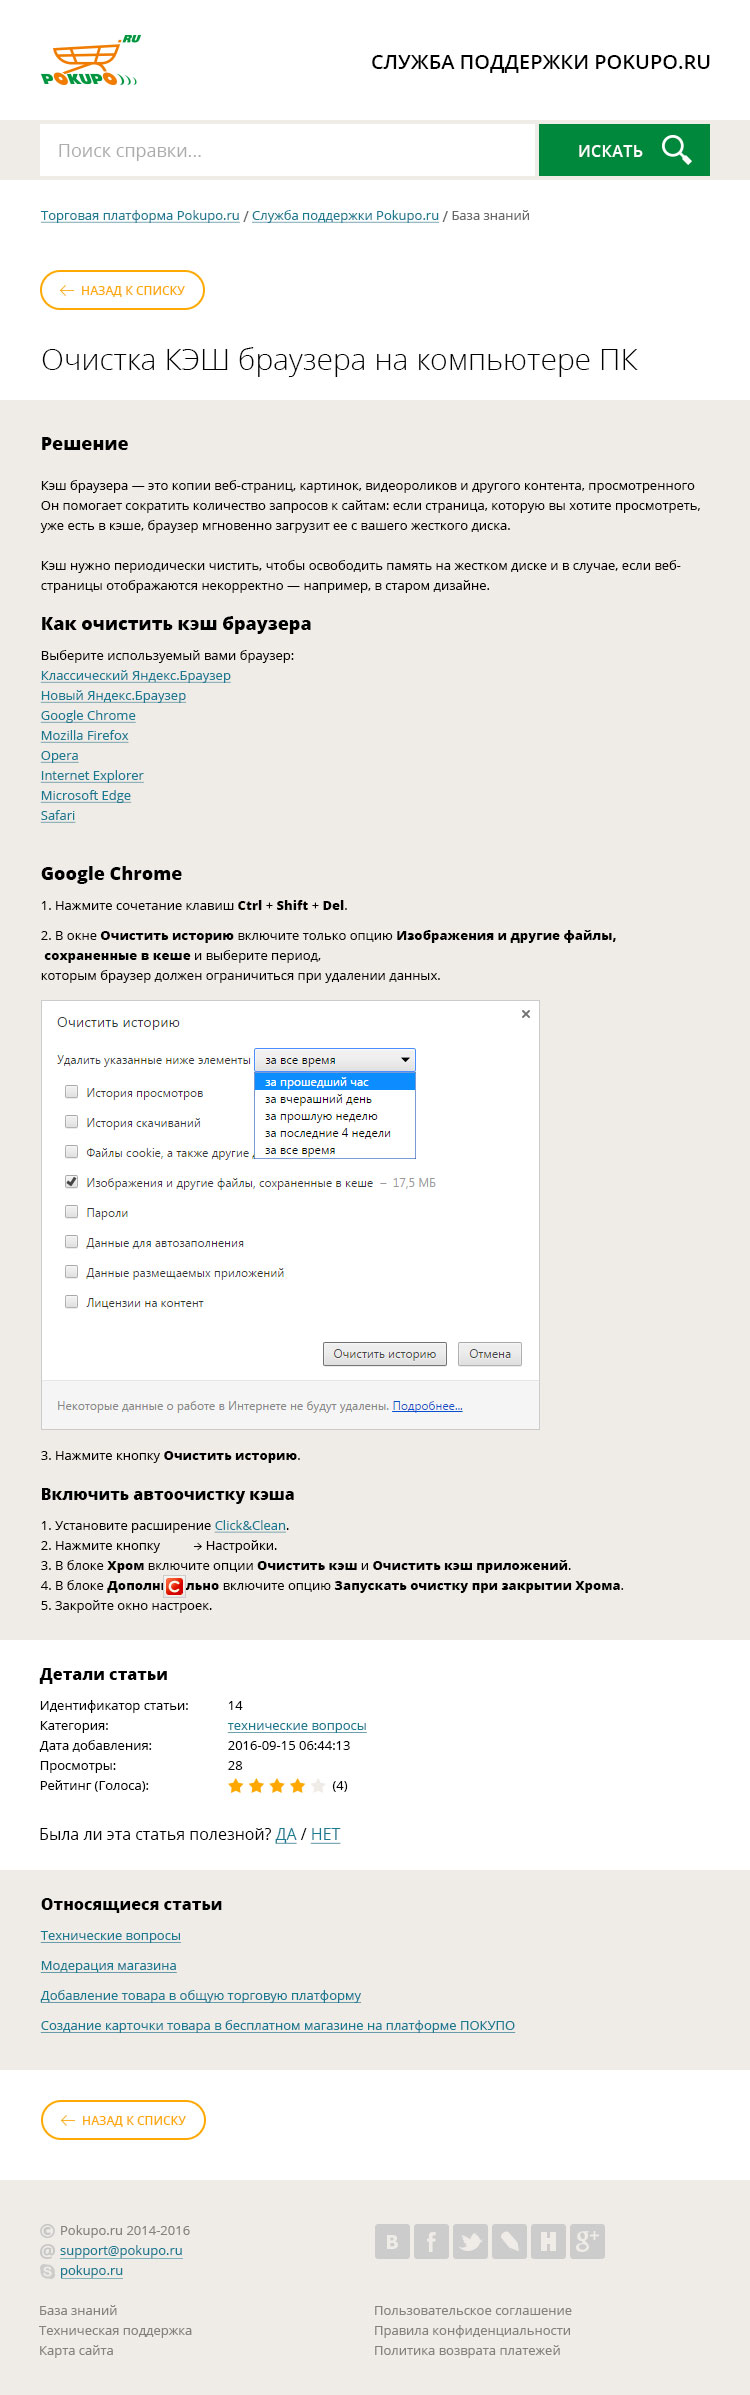 .RU
POKUPO
СЛУЖБА ПОДДЕРЖКИ POKUPO.RU
Поиск справки...
ИСКАТЬ
Торговая платформа Pokupo.ru / Служба поддержки Pokupo.ru / База знаний
НАЗАД К СПИСКУ
Очистка КЭШ браузера на компьютере ПК
Решение
Кэш браузера — это копии веб-страниц, картинок, видеороликов и другого контента, просмотренного
Он помогает сократить количество запросов к сайтам: если страница, которую вы хотите просмотреть,
уже есть в кэше, браузер мгновенно загрузит ее с вашего жесткого диска.
Кэш нужно периодически чистить, чтобы освободить память на жестком диске и в случае, если веб-
страницы отображаются некорректно — например, в старом дизайне.
Как очистить кэш браузера
Выберите используемый вами браузер:
Классический Яндекс.Браузер
Новый Яндекс.Браузер
Google Chrome
Mozilla Firefox
Opera
Internet Explorer
Microsoft Edge
Safari
Google Chrome
1. Нажмите сочетание клавиш Ctrl + Shift + Del.
2. В окне Очистить историю включите только опцию Изображения и другие файлы,
сохраненные в кеше и выберите период,
которым браузер должен ограничиться при удалении данных.
Очистить историю
Удалить указанные ниже элементы за все время
за прошедший час
История просмотров
за вчерашний день
за прошлую неделю
История скачиваний
за последние 4 недели
за все время
Файлы cookie, а также другие
Изображения и другие файлы, сохраненные в кеше – 17,5 МБ
Пароли
Данные для автозаполнения
Данные размещаемых приложений
Лицензии на контент
Очистить историю Отмена
Некоторые данные о работе в Интернете не будут удалены. Подробнее...
3. Нажмите кнопку Очистить историю.
Включить автоочистку кэша
1. Установите расширение Click&Clean.
2. Нажмите кнопку → Настройки.
3. В блоке Хром включите опции Очистить кэш и Очистить кэш приложений.
4. В блоке Дополн льно включите опцию Запускать очистку при закрытии Хрома.
5. Закройте окно настроек.
Детали статьи
Идентификатор статьи: 14
Категория: технические вопросы
Дата добавления: 2016-09-15 06:44:13
Просмотры: 28
Рейтинг (Голоса): (4)
Была ли эта статья полезной? ДА / НЕТ
Относящиеся статьи
Технические вопросы
Модерация магазина
Добавление товара в общую торговую платформу
Создание карточки товара в бесплатном магазине на платформе ПОКУПО
НАЗАД К СПИСКУ
© Pokupo.ru 2014-2016
@ support@pokupo.ru
pokupo.ru
База знаний
Техническая поддержка
Карта сайта
Пользовательское соглашение
Правила конфиденциальности
Политика возврата платежей